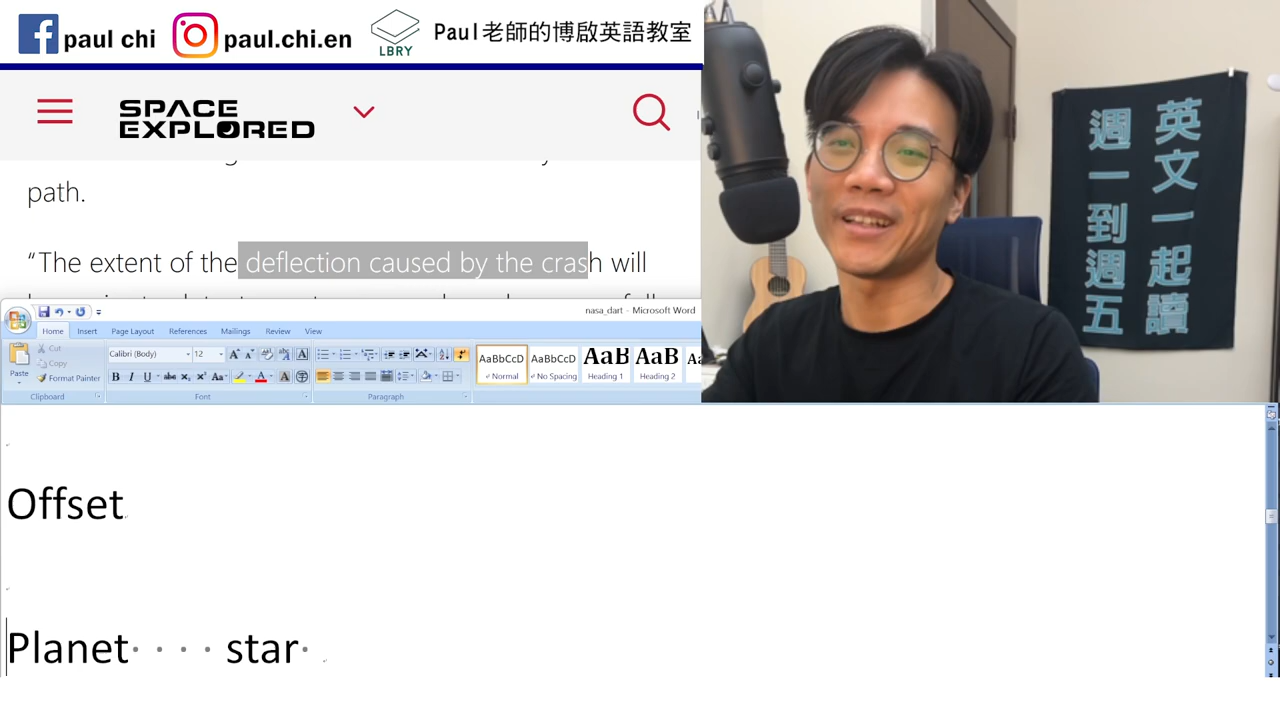 paul chi
paul.chi.en
LBRY
Paul老師的博啟英語教室
SPACE
EXPLORED
path.
“The extent of the deflection caused by the crash will
nasa_dart - Microsoft Word
Home Insert Page Layout References Mailings Review View
Paste
Cut
Copy
Format Painter
Clipboard
Calibri (Body) 12
Font
Paragraph
AaBbCcD AaBbCcD AaB AaB
Normal No Spacing Heading 1 Heading 2
英文一起讀
週一到週五
Offset
Planet star